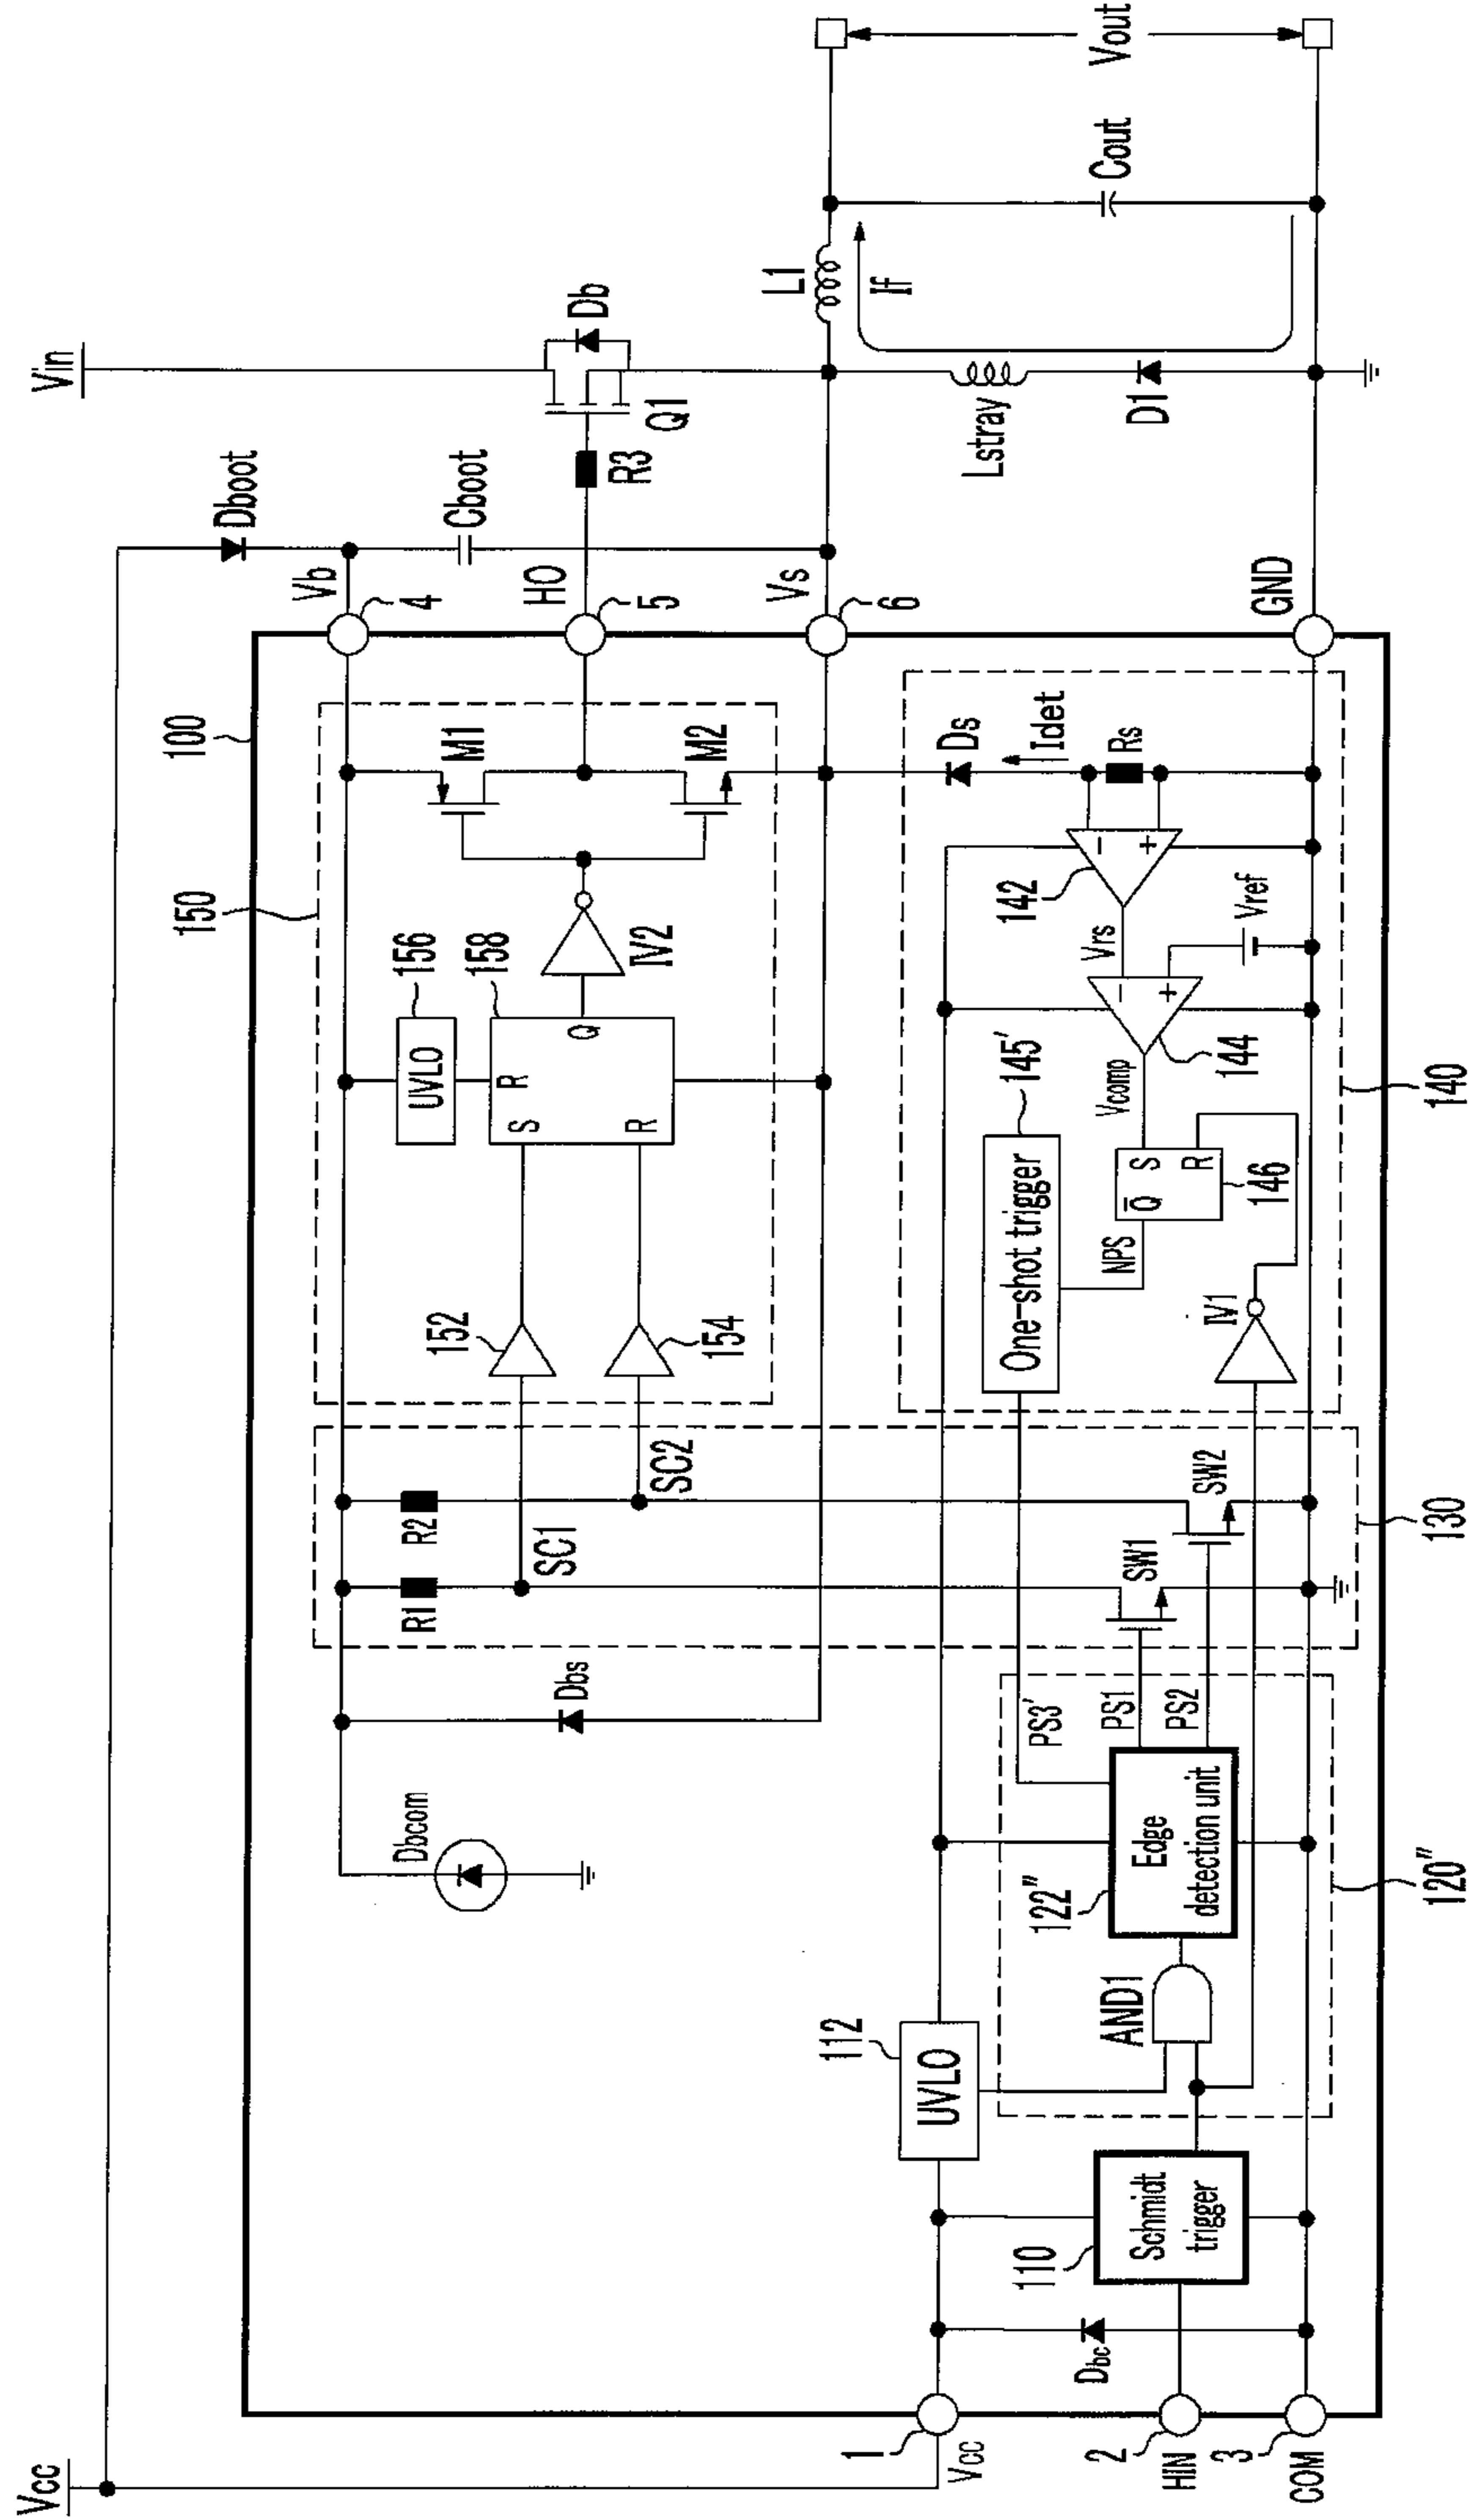 Vcc
Vin
Dboot
Vb
Cboot
HO
R3
Q1
Db
Vs
L1
If
Lstray
D1
Cout
Vout
GND
4
5
6
100
150
M1
M2
156
UVLO
158
S
R
R
Q
IV2
152
154
R1
R2
SC1
SC2
130
SW1
SW2
Dbs
Dbcom
Ds
Idet
Rs
142
−
+
Vrs
Vref
−
+
144
Vcomp
145′
One-shot trigger
S
R
Q̅
146
NPS
IV1
140
PS3′
PS1
PS2
Edge
detection unit
122″
120″
AND1
112
UVLO
110
Schmidt
trigger
Dbc
1
Vcc
2
HIN
3
COM